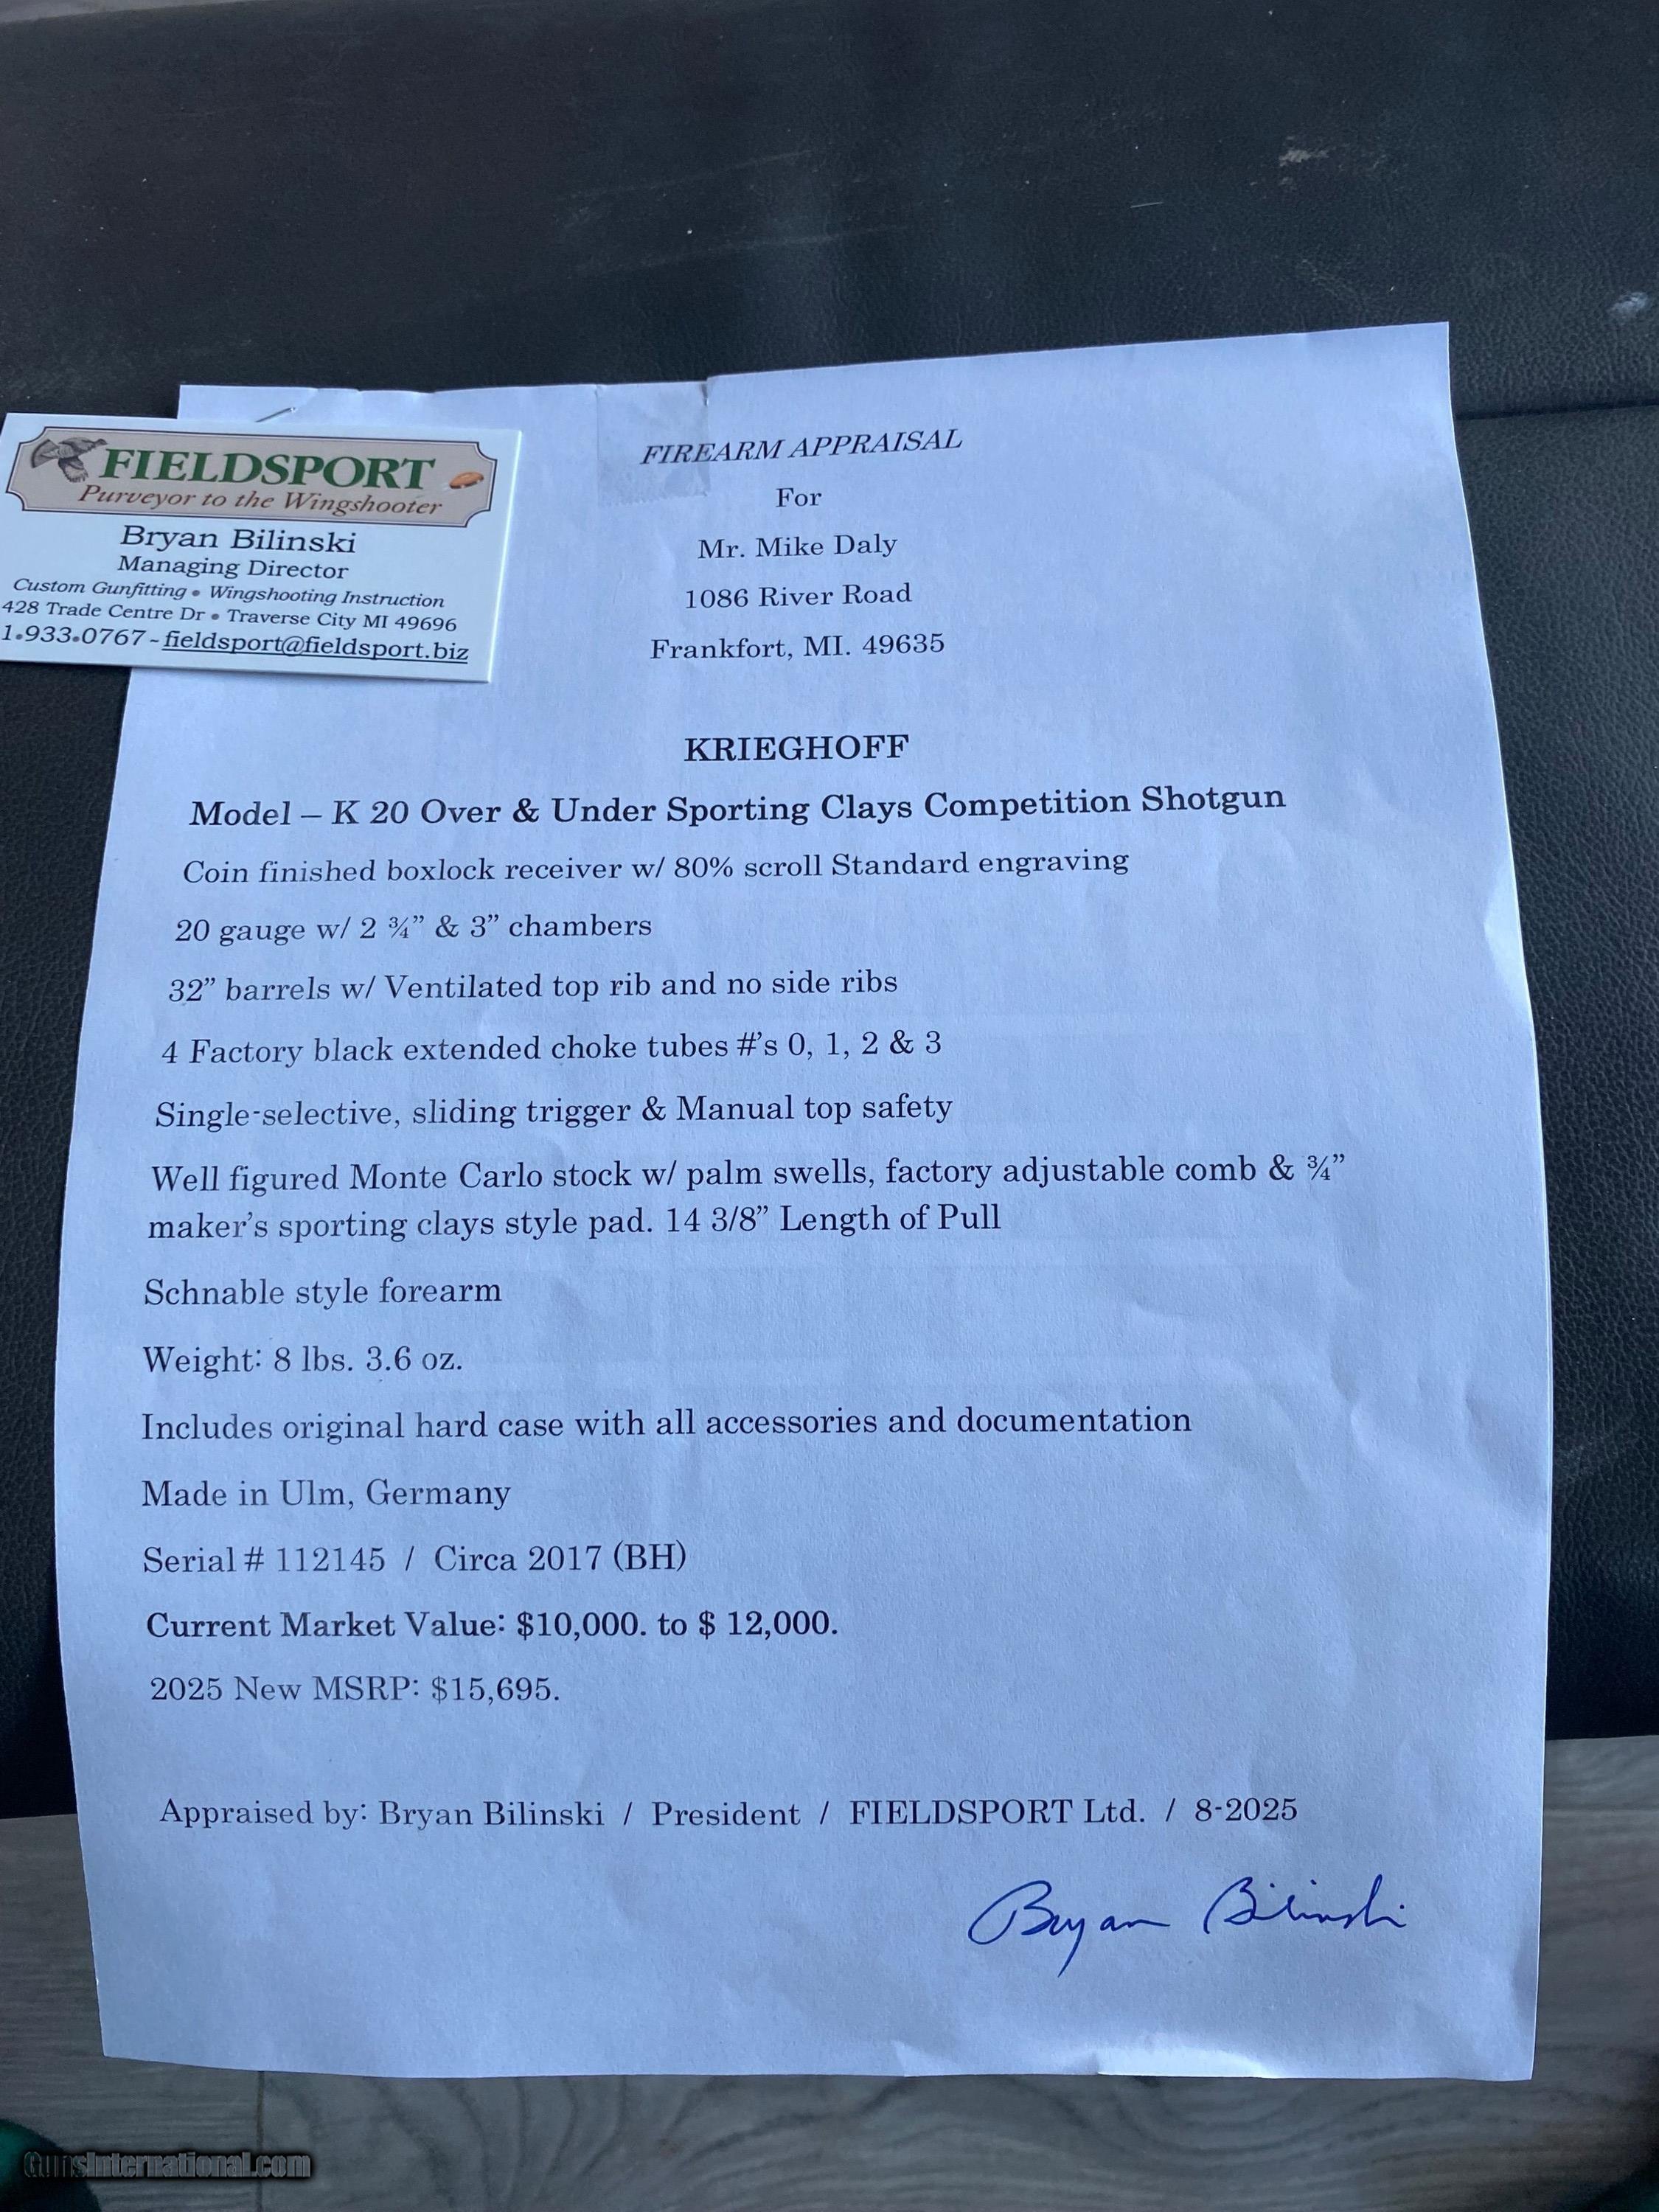 FIELDSPORT
Purveyor to the Wingshooter
Bryan Bilinski
Managing Director
Custom Gunfitting • Wingshooting Instruction
428 Trade Centre Dr • Traverse City MI 49696
1•933•0767 - fieldsport@fieldsport.biz
FIREARM APPRAISAL
For
Mr. Mike Daly
1086 River Road
Frankfort, MI. 49635
KRIEGHOFF
Model – K 20 Over & Under Sporting Clays Competition Shotgun
Coin finished boxlock receiver w/ 80% scroll Standard engraving
20 gauge w/ 2 ¾” & 3” chambers
32” barrels w/ Ventilated top rib and no side ribs
4 Factory black extended choke tubes #’s 0, 1, 2 & 3
Single-selective, sliding trigger & Manual top safety
Well figured Monte Carlo stock w/ palm swells, factory adjustable comb & ¾”
maker’s sporting clays style pad. 14 3/8” Length of Pull
Schnable style forearm
Weight: 8 lbs. 3.6 oz.
Includes original hard case with all accessories and documentation
Made in Ulm, Germany
Serial # 112145 / Circa 2017 (BH)
Current Market Value: $10,000. to $ 12,000.
2025 New MSRP: $15,695.
Appraised by: Bryan Bilinski / President / FIELDSPORT Ltd. / 8-2025
Bryan Bilinski
GunsInternational.com